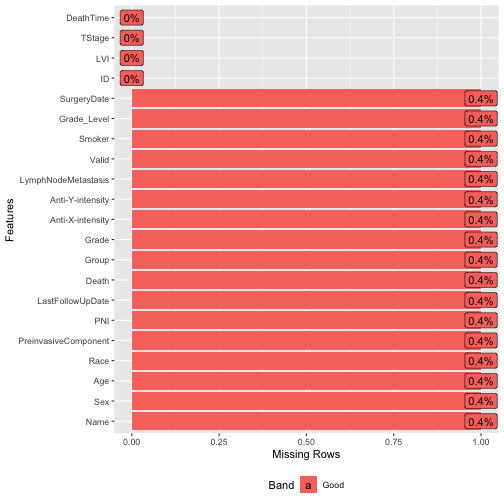 Features
DeathTime 0%
TStage 0%
LVI 0%
ID 0%
SurgeryDate 0.4%
Grade_Level 0.4%
Smoker 0.4%
Valid 0.4%
LymphNodeMetastasis 0.4%
Anti-Y-intensity 0.4%
Anti-X-intensity 0.4%
Grade 0.4%
Group 0.4%
Death 0.4%
LastFollowUpDate 0.4%
PNI 0.4%
PreinvasiveComponent 0.4%
Race 0.4%
Age 0.4%
Sex 0.4%
Name 0.4%
0.00 0.25 0.50 0.75 1.00
Missing Rows
Band a Good